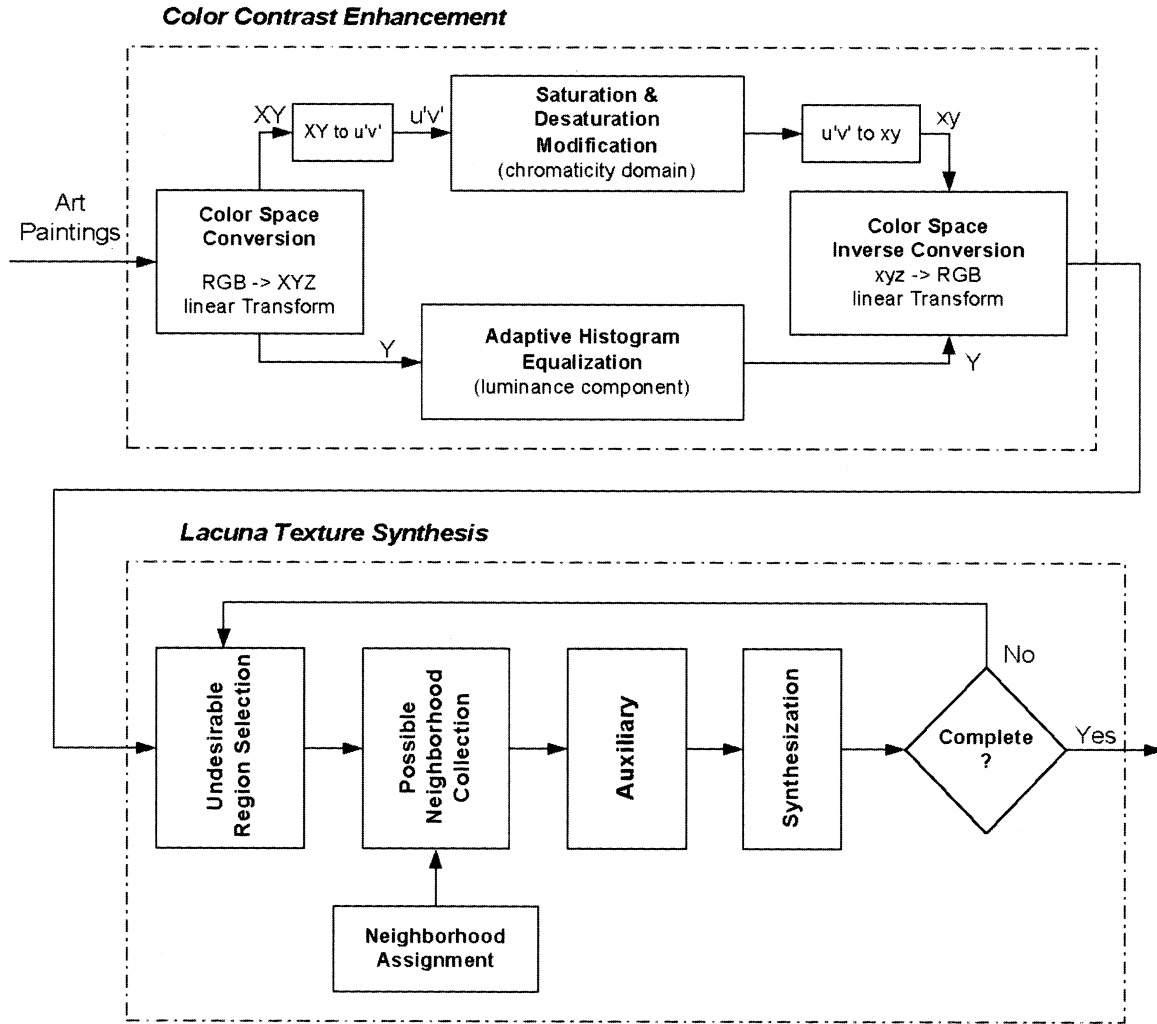 Color Contrast Enhancement
XY
XY to u'v'
u'v'
Saturation &
Desaturation
Modification
(chromaticity domain)
u'v' to xy
xy
Art
Paintings
Color Space
Conversion
RGB -> XYZ
linear Transform
Color Space
Inverse Conversion
xyz -> RGB
linear Transform
Y
Adaptive Histogram
Equalization
(luminance component)
Y
Lacuna Texture Synthesis
Undesirable
Region Selection
Possible
Neighborhood
Collection
Auxiliary
Synthesization
Complete
?
No
Yes
Neighborhood
Assignment